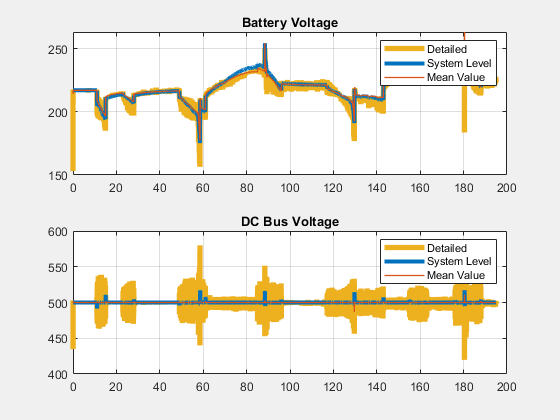 Battery Voltage
250
200
150
Detailed
System Level
Mean Value
0 20 40 60 80 100 120 140 160 180 200
DC Bus Voltage
600
550
500
450
400
Detailed
System Level
Mean Value
0 20 40 60 80 100 120 140 160 180 200